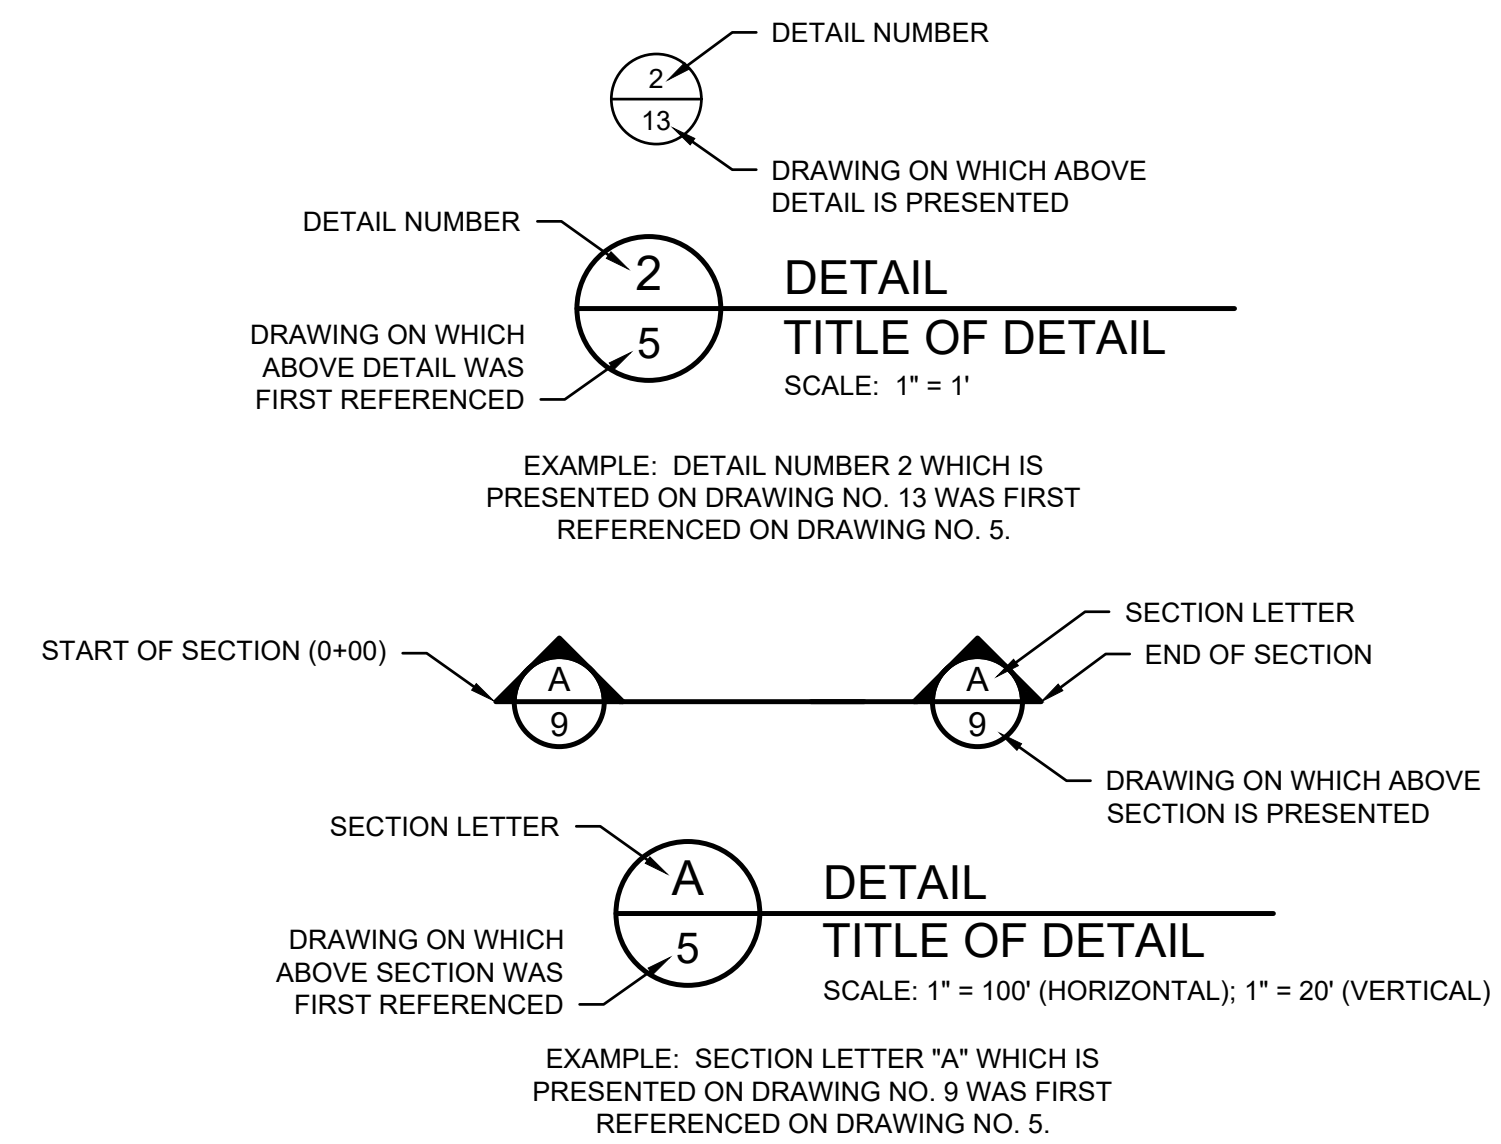 DETAIL NUMBER
2
13
DRAWING ON WHICH ABOVE
DETAIL IS PRESENTED
DETAIL NUMBER
2
5
DRAWING ON WHICH
ABOVE DETAIL WAS
FIRST REFERENCED
DETAIL
TITLE OF DETAIL
SCALE: 1" = 1'
EXAMPLE: DETAIL NUMBER 2 WHICH IS
PRESENTED ON DRAWING NO. 13 WAS FIRST
REFERENCED ON DRAWING NO. 5.
START OF SECTION (0+00)
A
9
A
9
SECTION LETTER
END OF SECTION
DRAWING ON WHICH ABOVE
SECTION IS PRESENTED
SECTION LETTER
A
5
DRAWING ON WHICH
ABOVE SECTION WAS
FIRST REFERENCED
DETAIL
TITLE OF DETAIL
SCALE: 1" = 100' (HORIZONTAL); 1" = 20' (VERTICAL)
EXAMPLE: SECTION LETTER "A" WHICH IS
PRESENTED ON DRAWING NO. 9 WAS FIRST
REFERENCED ON DRAWING NO. 5.